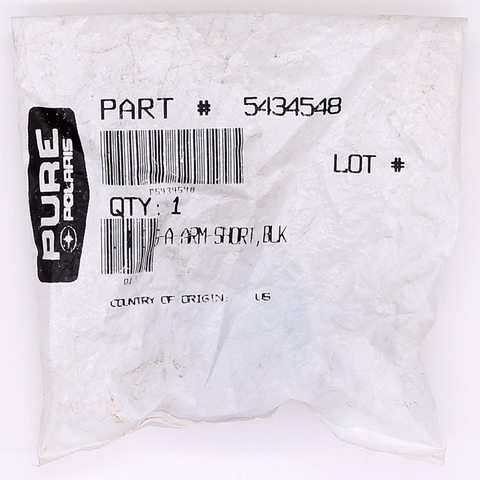 PURE
POLARIS
PART # 5434548
P5434548
LOT #
QTY: 1
G-A ARM-SHORT, BLK
COUNTRY OF ORIGIN: US